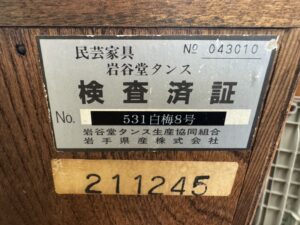 民芸家具 № 043010
岩谷堂タンス
検査済証
No. 531白梅8号
岩谷堂タンス生産協同組合
岩手県産株式会社
211245